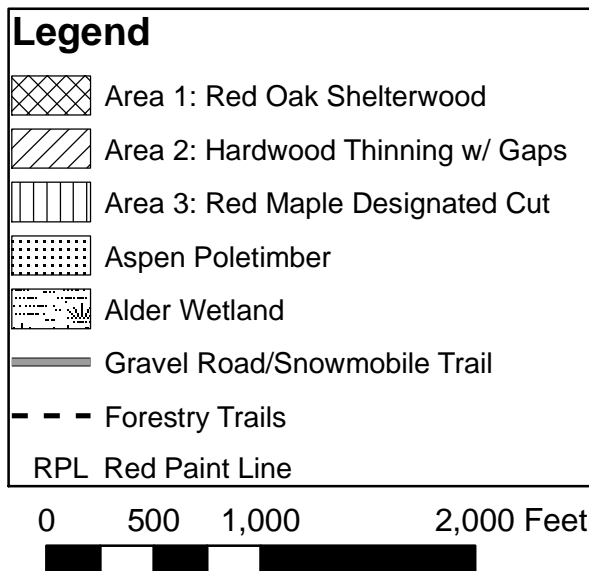 Legend
Area 1: Red Oak Shelterwood
Area 2: Hardwood Thinning w/ Gaps
Area 3: Red Maple Designated Cut
Aspen Poletimber
Alder Wetland
Gravel Road/Snowmobile Trail
Forestry Trails
RPL Red Paint Line
0 500 1,000 2,000 Feet